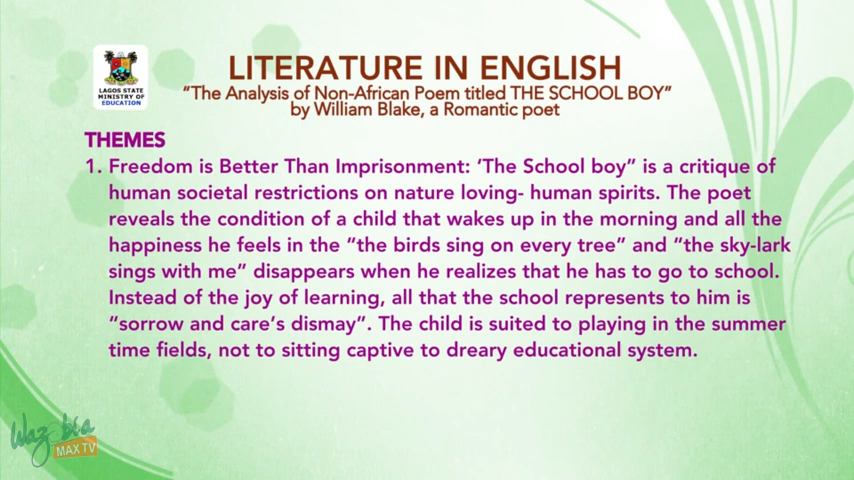 LITERATURE IN ENGLISH
LAGOS STATE
MINISTRY OF
EDUCATION
“The Analysis of Non-African Poem titled THE SCHOOL BOY”
by William Blake, a Romantic poet
THEMES
1. Freedom is Better Than Imprisonment: ‘The School boy” is a critique of
human societal restrictions on nature loving- human spirits. The poet
reveals the condition of a child that wakes up in the morning and all the
happiness he feels in the “the birds sing on every tree” and “the sky-lark
sings with me” disappears when he realizes that he has to go to school.
Instead of the joy of learning, all that the school represents to him is
“sorrow and care’s dismay”. The child is suited to playing in the summer
time fields, not to sitting captive to dreary educational system.
Wazobia
MAX TV